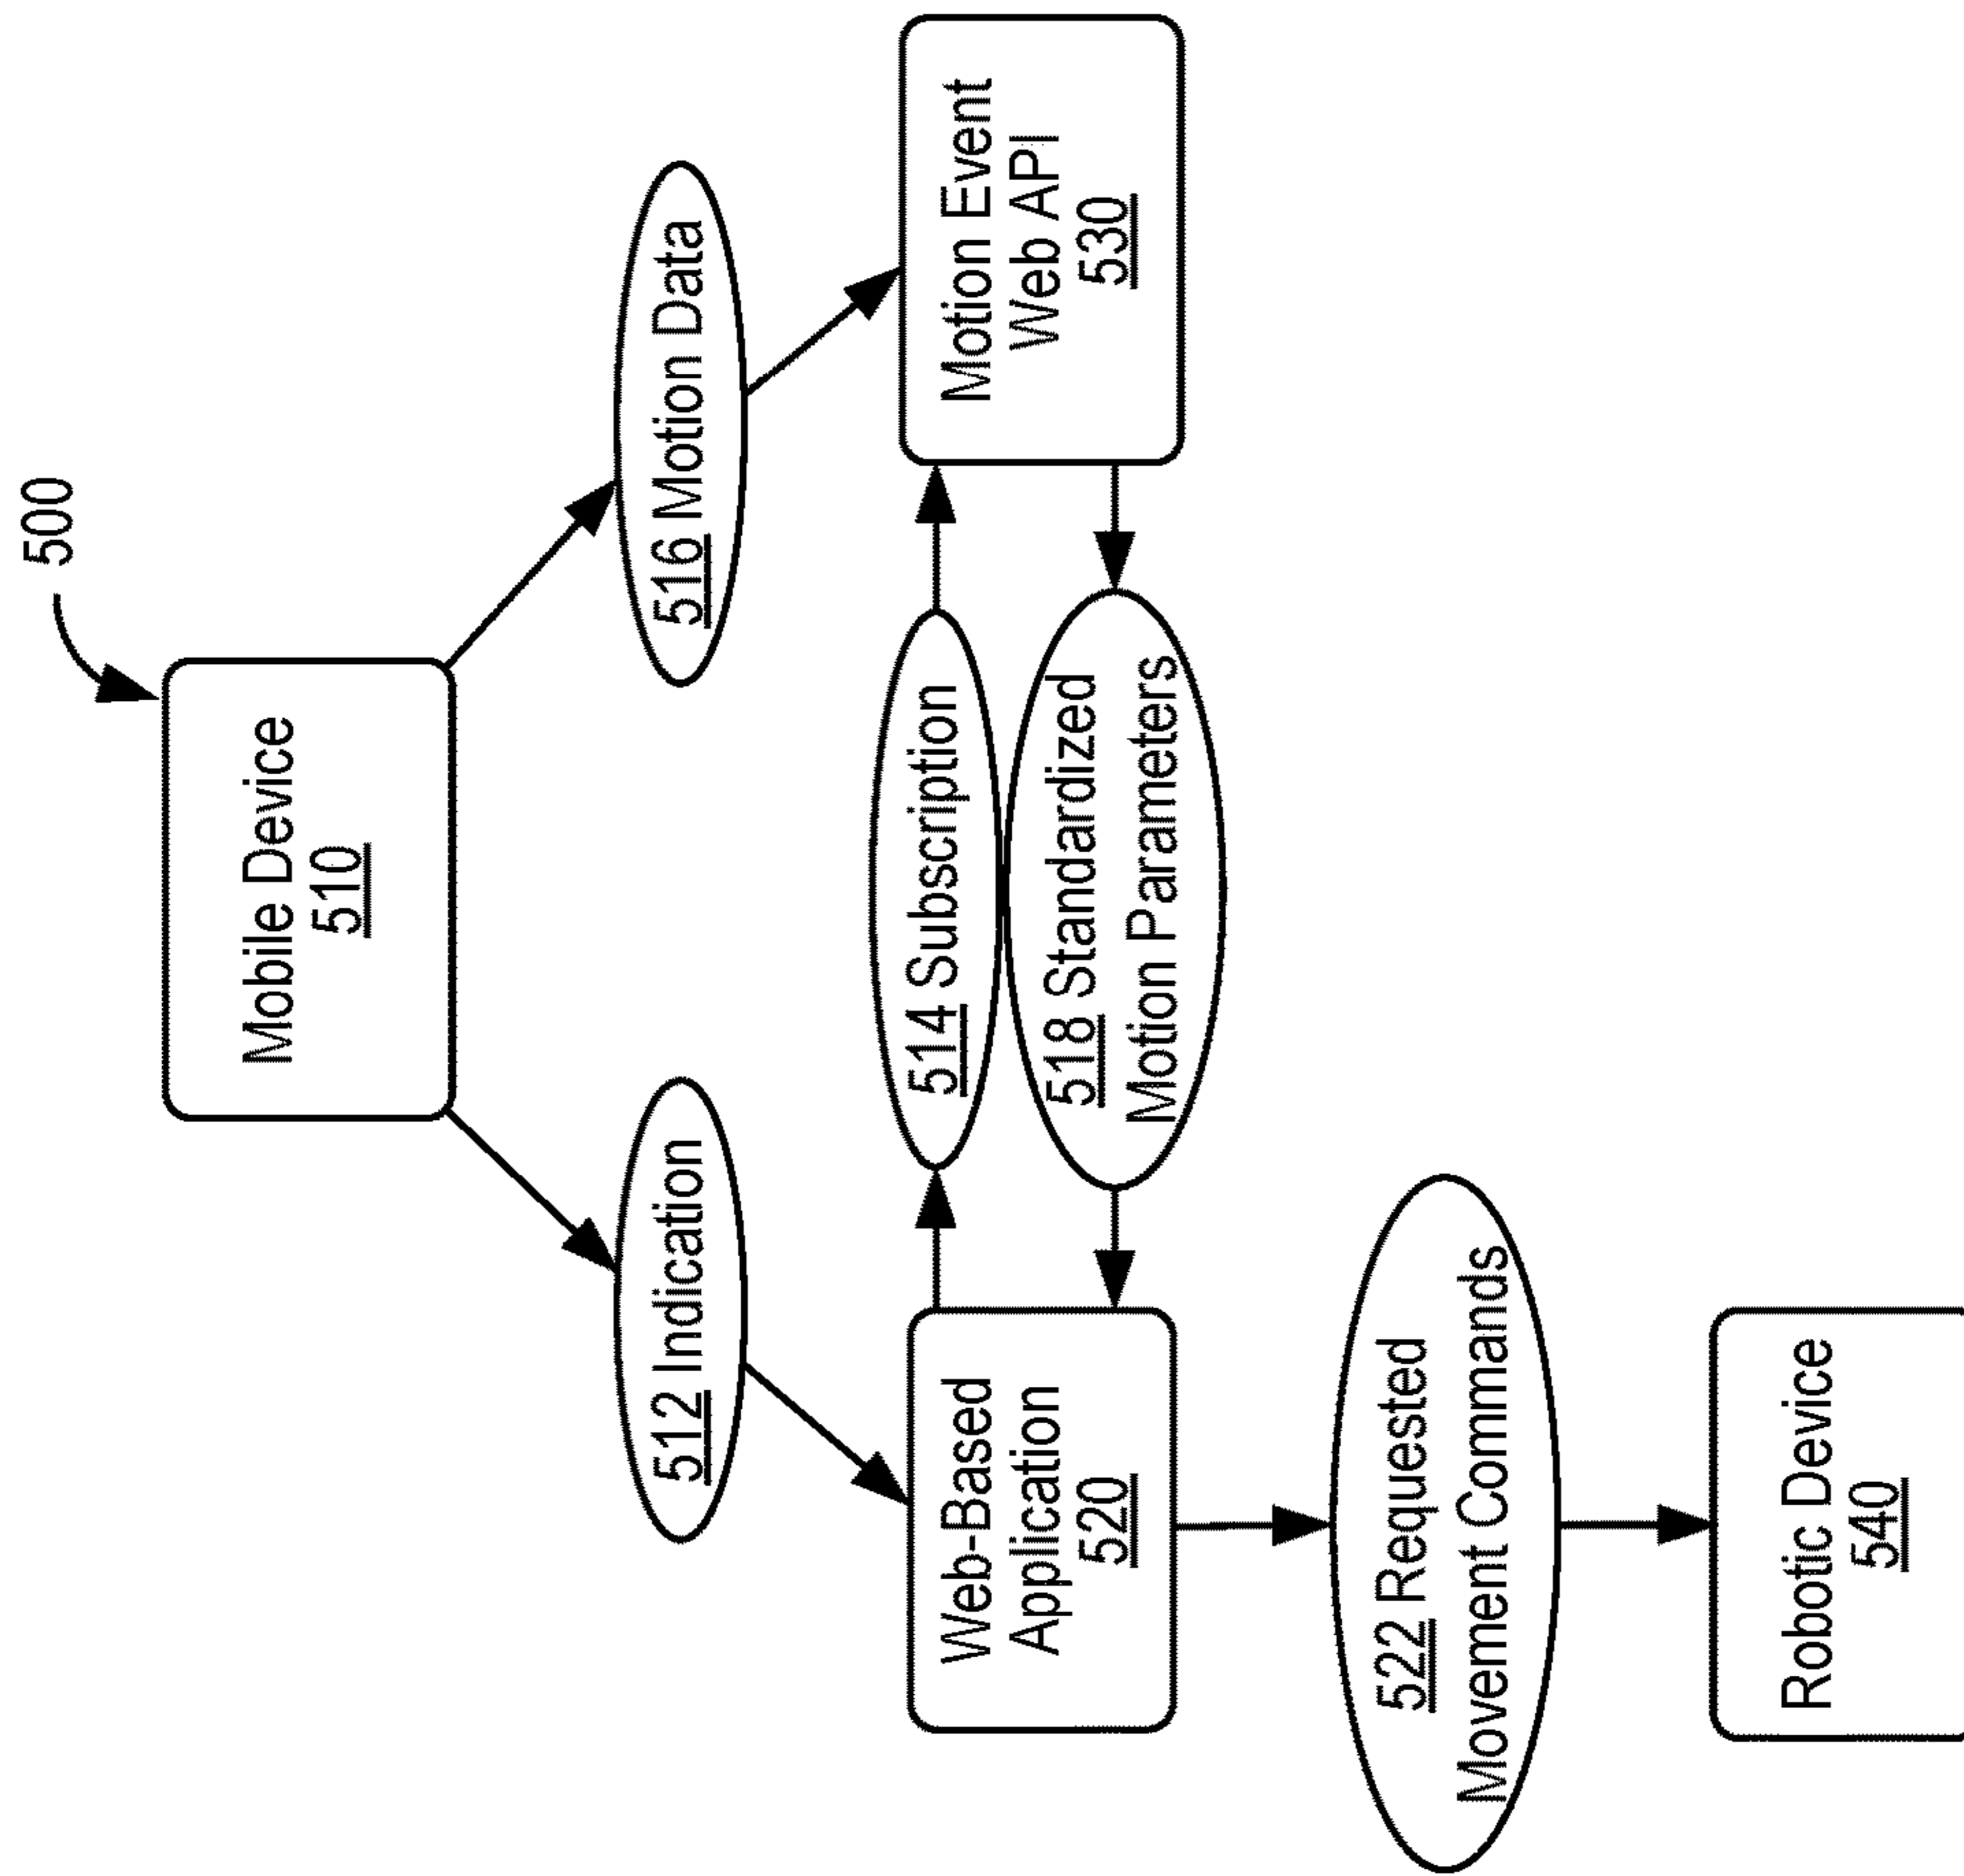 500
Mobile Device
510
512 Indication
516 Motion Data
514 Subscription
518 Standardized
Motion Parameters
Web-Based
Application
520
Motion Event
Web API
530
522 Requested
Movement Commands
Robotic Device
540